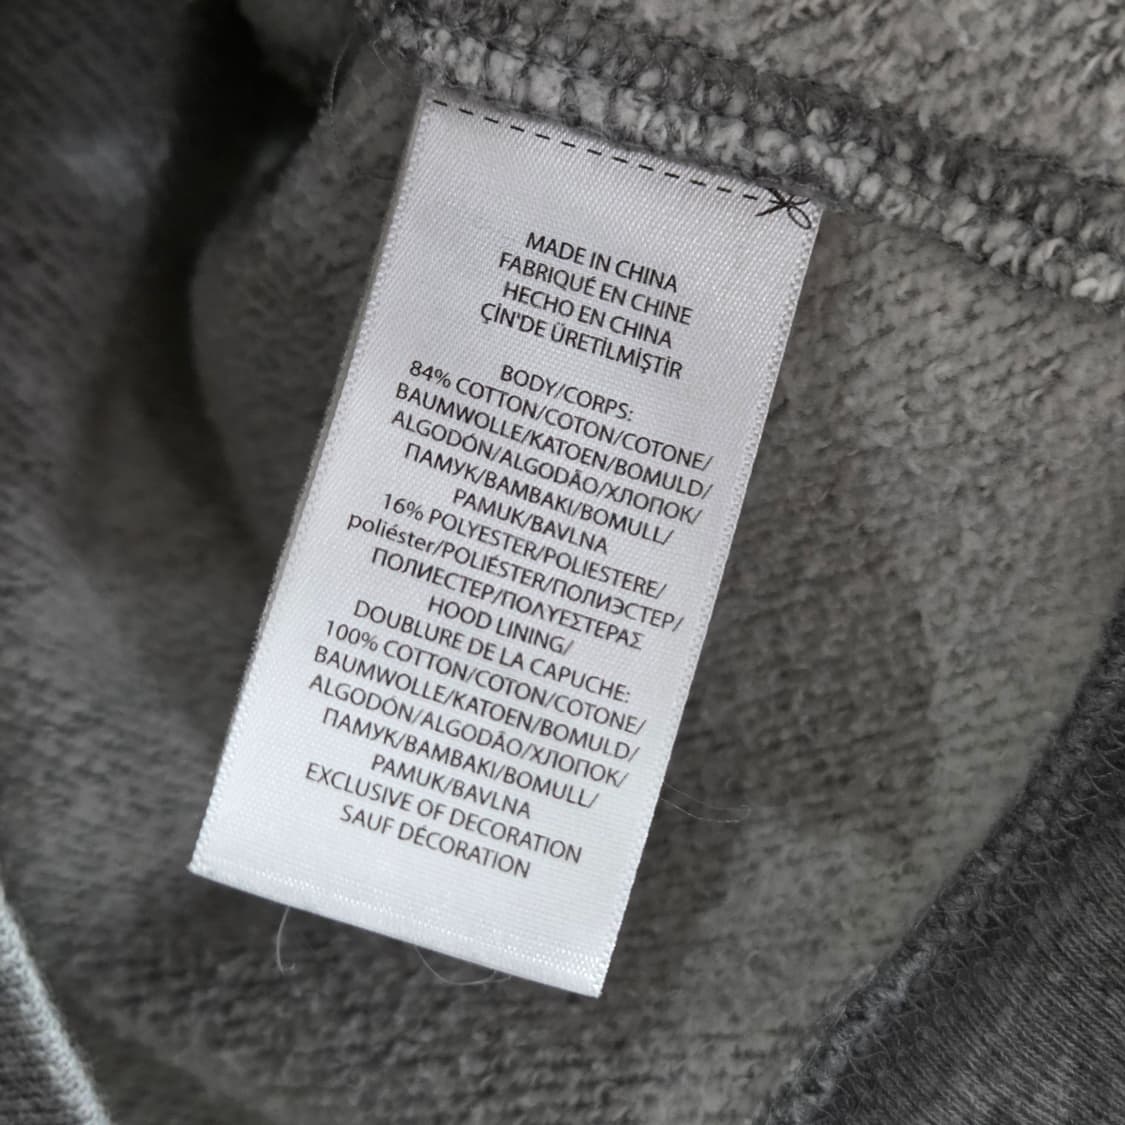 MADE IN CHINA
FABRIQUÉ EN CHINE
HECHO EN CHINA
ÇİN'DE ÜRETİLMİŞTİR
BODY/CORPS:
84% COTTON/COTON/COTONE/
BAUMWOLLE/KATOEN/BOMULD/
ALGODÓN/ALGODÃO/ХЛОПОК/
ПАМУК/BAMBAKI/BOMULL/
PAMUK/BAVLNA
16% POLYESTER/POLIESTERE/
poliéster/POLIÉSTER/ПОЛИЭСТЕР/
ПОЛИЕСТЕР/ΠΟΛΥΕΣΤΕΡΑΣ
HOOD LINING/
DOUBLURE DE LA CAPUCHE:
100% COTTON/COTON/COTONE/
BAUMWOLLE/KATOEN/BOMULD/
ALGODÓN/ALGODÃO/ХЛОПОК/
ПАМУК/BAMBAKI/BOMULL/
PAMUK/BAVLNA
EXCLUSIVE OF DECORATION
SAUF DÉCORATION